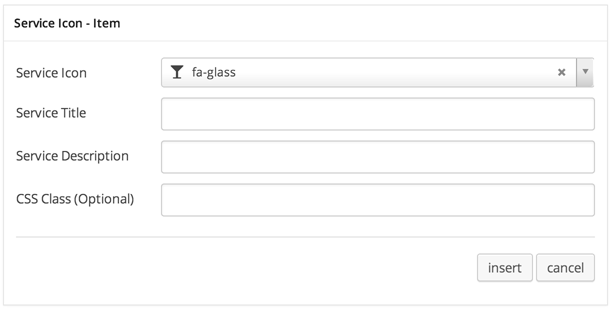 Service Icon - Item
Service Icon fa-glass
Service Title
Service Description
CSS Class (Optional)
insert cancel